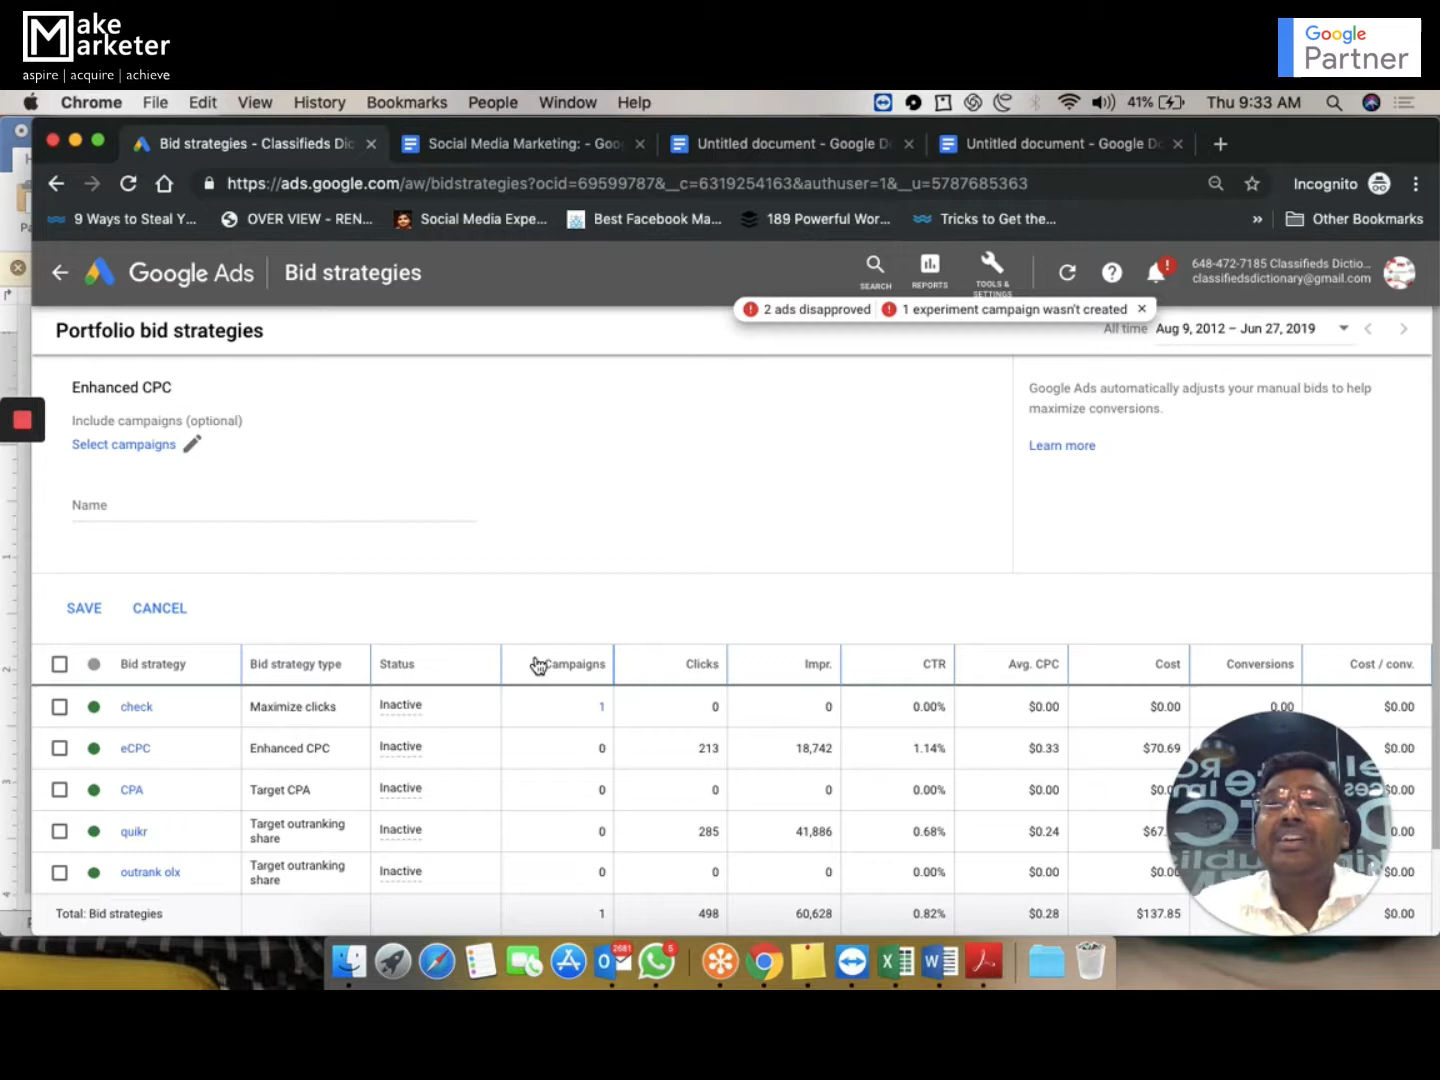 Make
Marketer
aspire | acquire | achieve
Google
Partner
Chrome File Edit View History Bookmarks People Window Help 41% Thu 9:33 AM
Bid strategies - Classifieds Dic Social Media Marketing: - Goo Untitled document - Google D Untitled document - Google D
https://ads.google.com/aw/bidstrategies?ocid=69599787&__c=6319254163&authuser=1&__u=5787685363 Incognito
9 Ways to Steal Y... OVER VIEW - REN... Social Media Expe... Best Facebook Ma... 189 Powerful Wor... Tricks to Get the... » Other Bookmarks
Google Ads Bid strategies
SEARCH REPORTS TOOLS & SETTINGS
648-472-7185 Classifieds Dictio...
classifiedsdictionary@gmail.com
2 ads disapproved 1 experiment campaign wasn't created
Portfolio bid strategies All time Aug 9, 2012 – Jun 27, 2019
Enhanced CPC
Include campaigns (optional)
Select campaigns
Name
Google Ads automatically adjusts your manual bids to help
maximize conversions.
Learn more
SAVE CANCEL
Bid strategy Bid strategy type Status Campaigns Clicks Impr. CTR Avg. CPC Cost Conversions Cost / conv.
check Maximize clicks Inactive 1 0 0 0.00% $0.00 $0.00 0.00 $0.00
eCPC Enhanced CPC Inactive 0 213 18,742 1.14% $0.33 $70.69 $0.00
CPA Target CPA Inactive 0 0 0 0.00% $0.00 $0.00
quikr Target outranking share Inactive 0 285 41,886 0.68% $0.24 $67. 0.00
outrank olx Target outranking share Inactive 0 0 0 0.00% $0.00 $0.00 $0.00
Total: Bid strategies 1 498 60,628 0.82% $0.28 $137.85 $0.00
2681
5